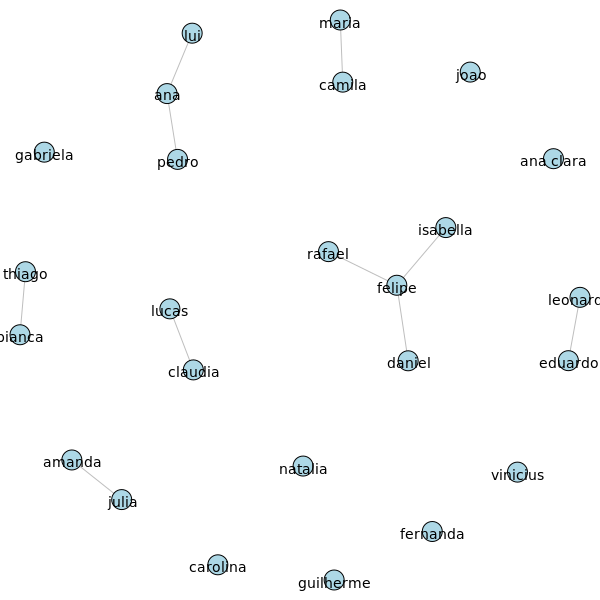 maria
lui
joao
camila
ana
gabriela
pedro
ana clara
isabella
rafael
thiago
felipe
leonard
lucas
bianca
daniel
eduardo
claudia
amanda
natalia
vinicius
julia
fernanda
carolina
guilherme